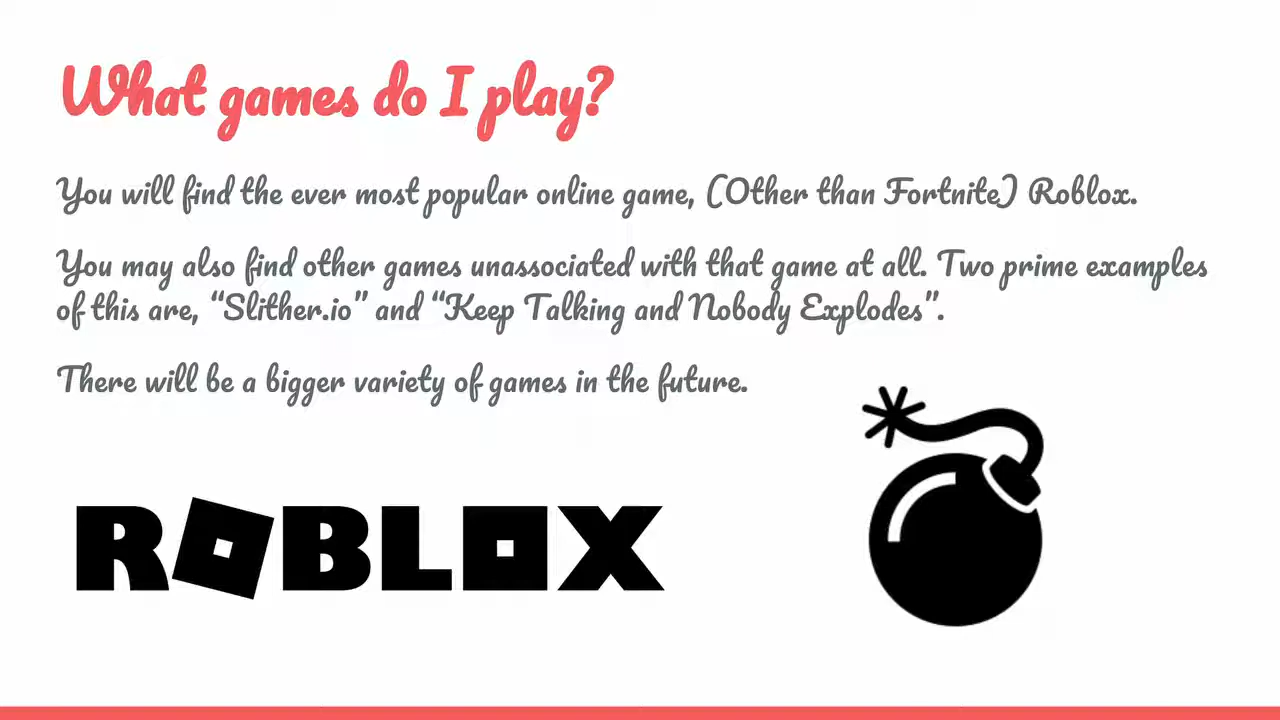 What games do I play?
You will find the ever most popular online game, (Other than Fortnite) Roblox.
You may also find other games unassociated with that game at all. Two prime examples
of this are, “Slither.io” and “Keep Talking and Nobody Explodes”.
There will be a bigger variety of games in the future.
ROBLOX